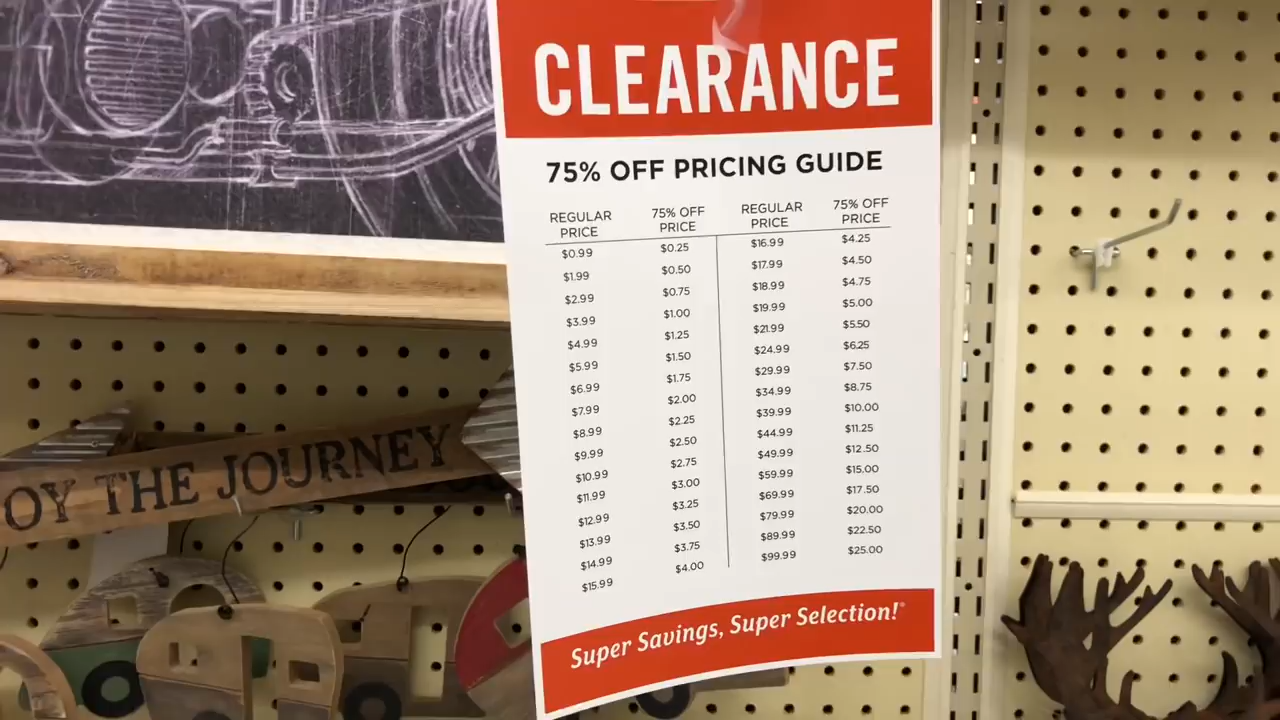 CLEARANCE
75% OFF PRICING GUIDE
REGULAR PRICE 75% OFF PRICE REGULAR PRICE 75% OFF PRICE
$0.99 $0.25 $16.99 $4.25
$1.99 $0.50 $17.99 $4.50
$2.99 $0.75 $18.99 $4.75
$3.99 $1.00 $19.99 $5.00
$4.99 $1.25 $21.99 $5.50
$5.99 $1.50 $24.99 $6.25
$6.99 $1.75 $29.99 $7.50
$7.99 $2.00 $34.99 $8.75
$8.99 $2.25 $39.99 $10.00
$9.99 $2.50 $44.99 $11.25
$10.99 $2.75 $49.99 $12.50
$11.99 $3.00 $59.99 $15.00
$12.99 $3.25 $69.99 $17.50
$13.99 $3.50 $79.99 $20.00
$14.99 $3.75 $89.99 $22.50
$15.99 $4.00 $99.99 $25.00
Super Savings, Super Selection!®
OY THE JOURNEY